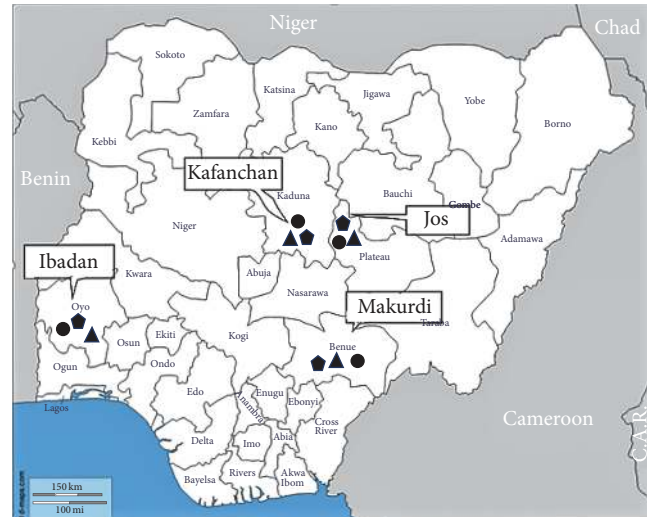 Niger
Chad
Sokoto
Katsina
Jigawa
Yobe
Borno
Zamfara
Kano
Kebbi
Benin
Kafanchan
Kaduna
Bauchi
Gombe
Jos
Niger
Adamawa
Ibadan
Kwara
Abuja
Plateau
Nasarawa
Makurdi
Oyo
Taraba
Osun
Ekiti
Kogi
Benue
Ogun
Ondo
Edo
Enugu
Ebonyi
Anambra
Cross
River
Lagos
Delta
Imo
Abia
Cameroon
C.A.R.
Bayelsa
Rivers
Akwa
Ibom
150 km
100 mi
d-maps.com